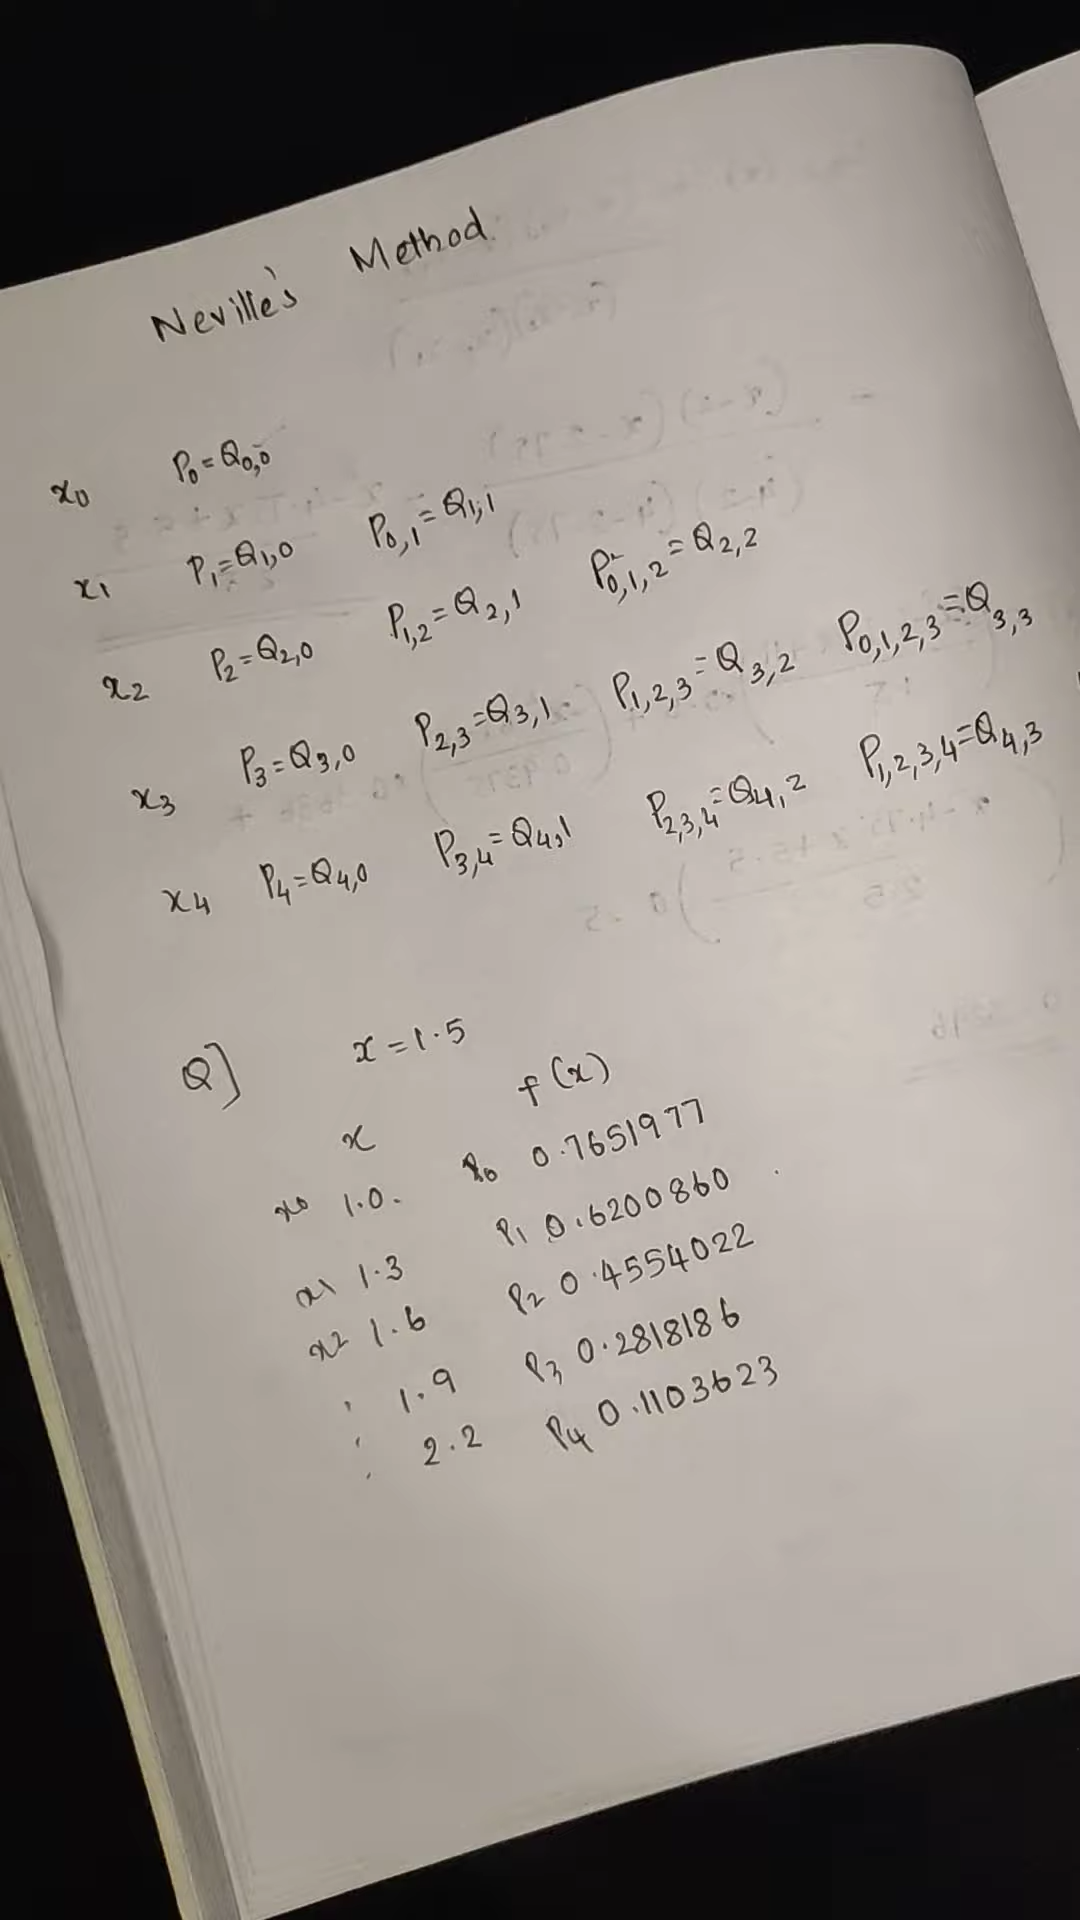 Neville's Method.
x0 P0=Q0,0
x1 P1=Q1,0 P0,1=Q1,1
x2 P2=Q2,0 P1,2=Q2,1 P0,1,2=Q2,2
x3 P3=Q3,0 P2,3=Q3,1 P1,2,3=Q3,2 P0,1,2,3=Q3,3
x4 P4=Q4,0 P3,4=Q4,1 P2,3,4=Q4,2 P1,2,3,4=Q4,3
Q] x=1.5
x f(x)
x0 1.0. P0 0.7651977
x1 1.3 P1 0.6200860
x2 1.6 P2 0.4554022
1.9 P3 0.2818186
2.2 P4 0.1103623